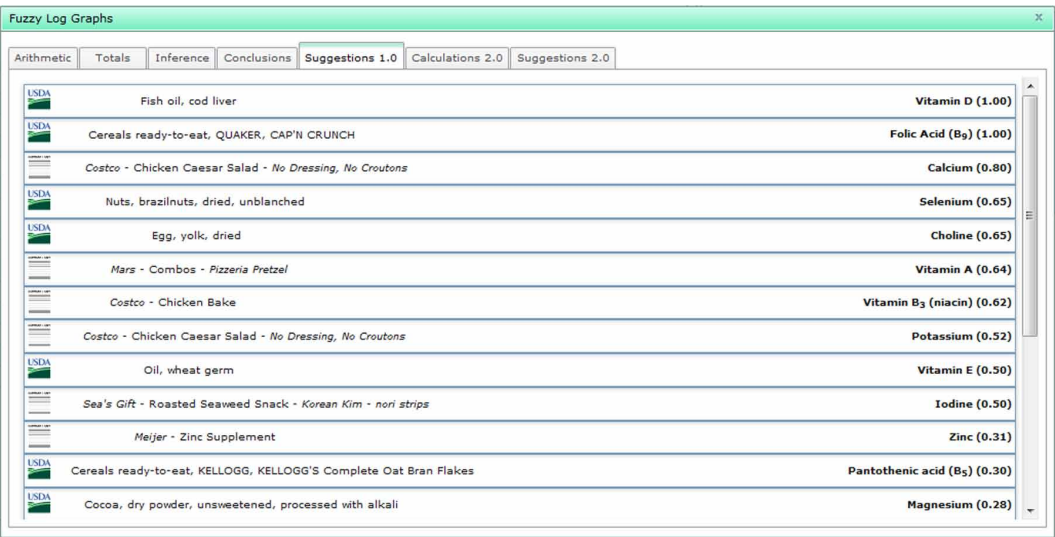 Fuzzy Log Graphs x
Arithmetic Totals Inference Conclusions Suggestions 1.0 Calculations 2.0 Suggestions 2.0
USDA Fish oil, cod liver Vitamin D (1.00)
USDA Cereals ready-to-eat, QUAKER, CAP'N CRUNCH Folic Acid (B₉) (1.00)
Costco - Chicken Caesar Salad - No Dressing, No Croutons Calcium (0.80)
USDA Nuts, brazilnuts, dried, unblanched Selenium (0.65)
USDA Egg, yolk, dried Choline (0.65)
Mars - Combos - Pizzeria Pretzel Vitamin A (0.64)
Costco - Chicken Bake Vitamin B₃ (niacin) (0.62)
Costco - Chicken Caesar Salad - No Dressing, No Croutons Potassium (0.52)
USDA Oil, wheat germ Vitamin E (0.50)
Sea's Gift - Roasted Seaweed Snack - Korean Kim - nori strips Iodine (0.50)
Meijer - Zinc Supplement Zinc (0.31)
USDA Cereals ready-to-eat, KELLOGG, KELLOGG'S Complete Oat Bran Flakes Pantothenic acid (B₅) (0.30)
USDA Cocoa, dry powder, unsweetened, processed with alkali Magnesium (0.28)